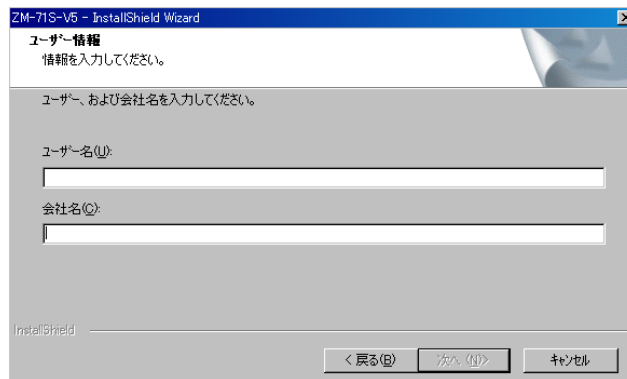 ZM-71S-V5 - InstallShield Wizard
ユーザー情報
情報を入力してください。
ユーザー、および会社名を入力してください。
ユーザー名(U):
会社名(C):
InstallShield
< 戻る(B)
次へ (N)>
キャンセル